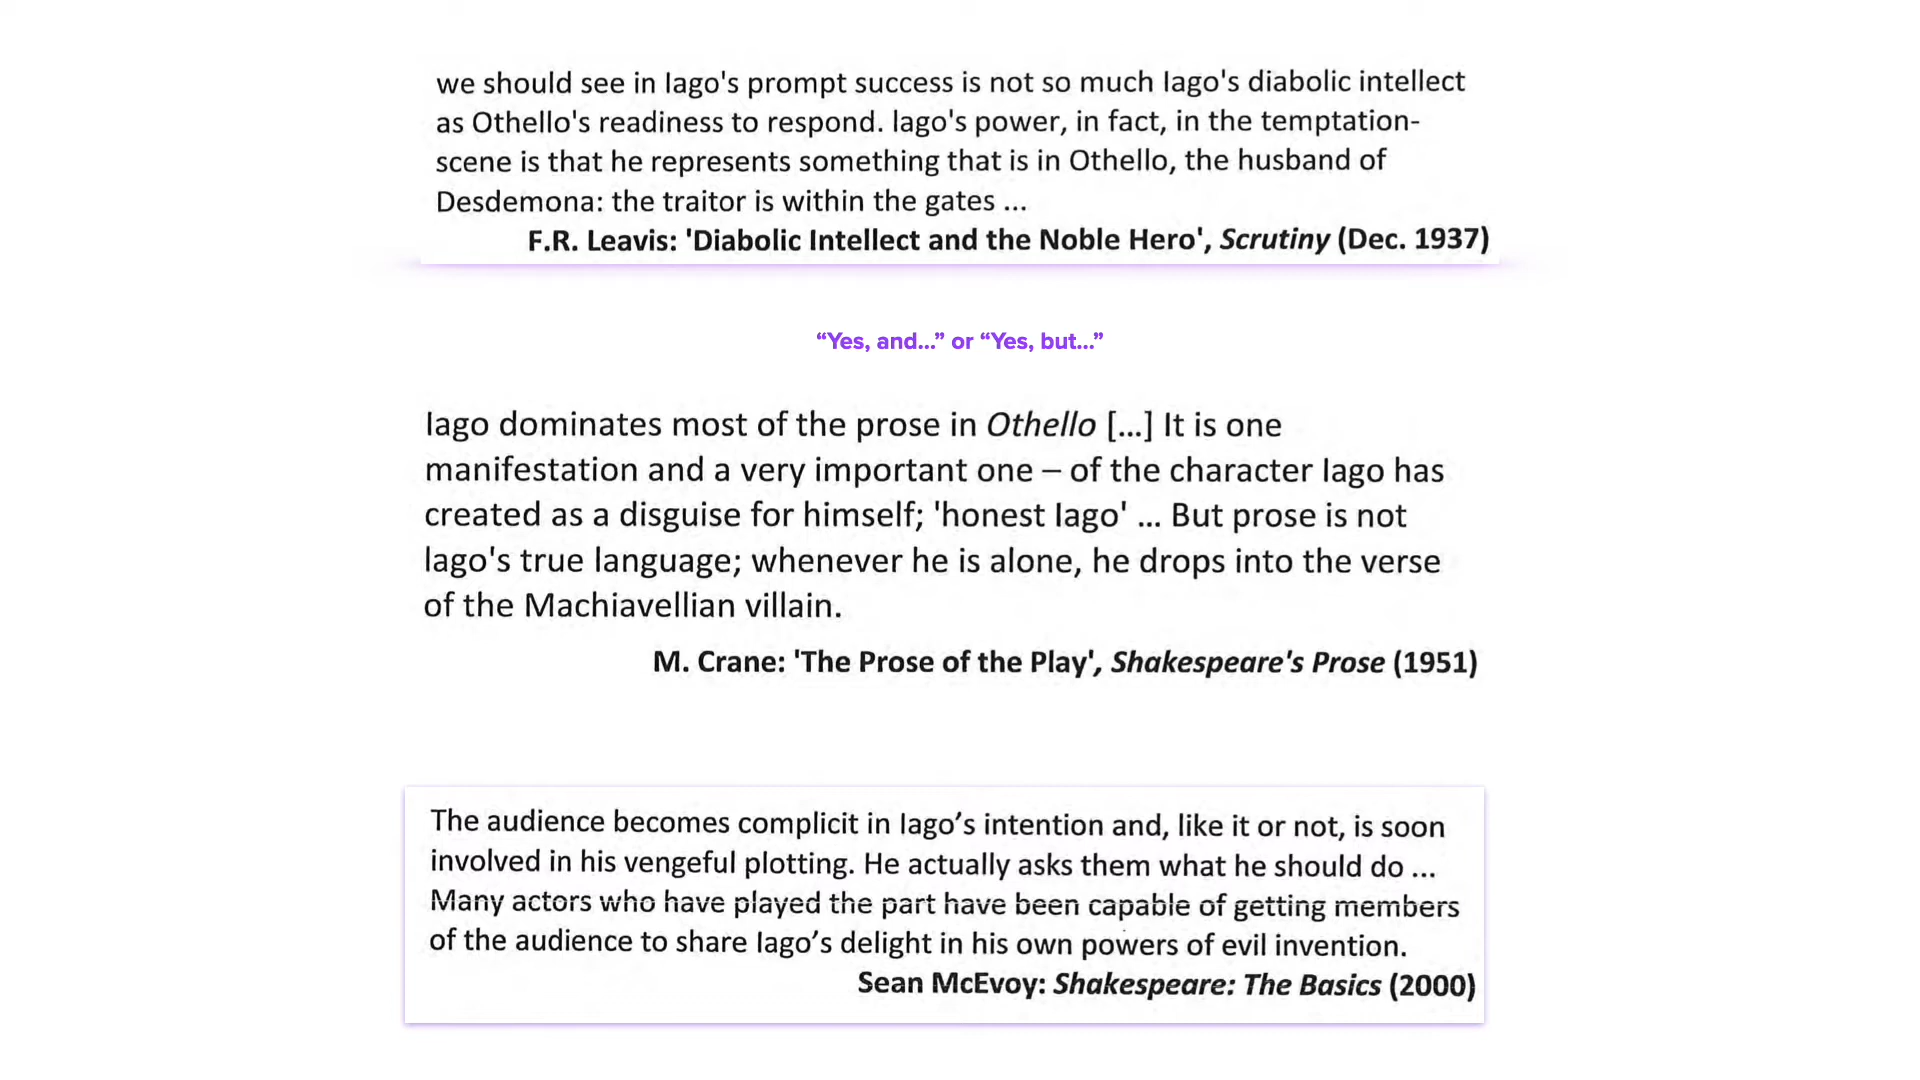 we should see in Iago's prompt success is not so much Iago's diabolic intellect
as Othello's readiness to respond. Iago's power, in fact, in the temptation-
scene is that he represents something that is in Othello, the husband of
Desdemona: the traitor is within the gates ...
F.R. Leavis: 'Diabolic Intellect and the Noble Hero', Scrutiny (Dec. 1937)
“Yes, and...” or “Yes, but...”
Iago dominates most of the prose in Othello [...] It is one
manifestation and a very important one – of the character Iago has
created as a disguise for himself; 'honest Iago' ... But prose is not
Iago's true language; whenever he is alone, he drops into the verse
of the Machiavellian villain.
M. Crane: 'The Prose of the Play', Shakespeare's Prose (1951)
The audience becomes complicit in Iago’s intention and, like it or not, is soon
involved in his vengeful plotting. He actually asks them what he should do ...
Many actors who have played the part have been capable of getting members
of the audience to share Iago’s delight in his own powers of evil invention.
Sean McEvoy: Shakespeare: The Basics (2000)